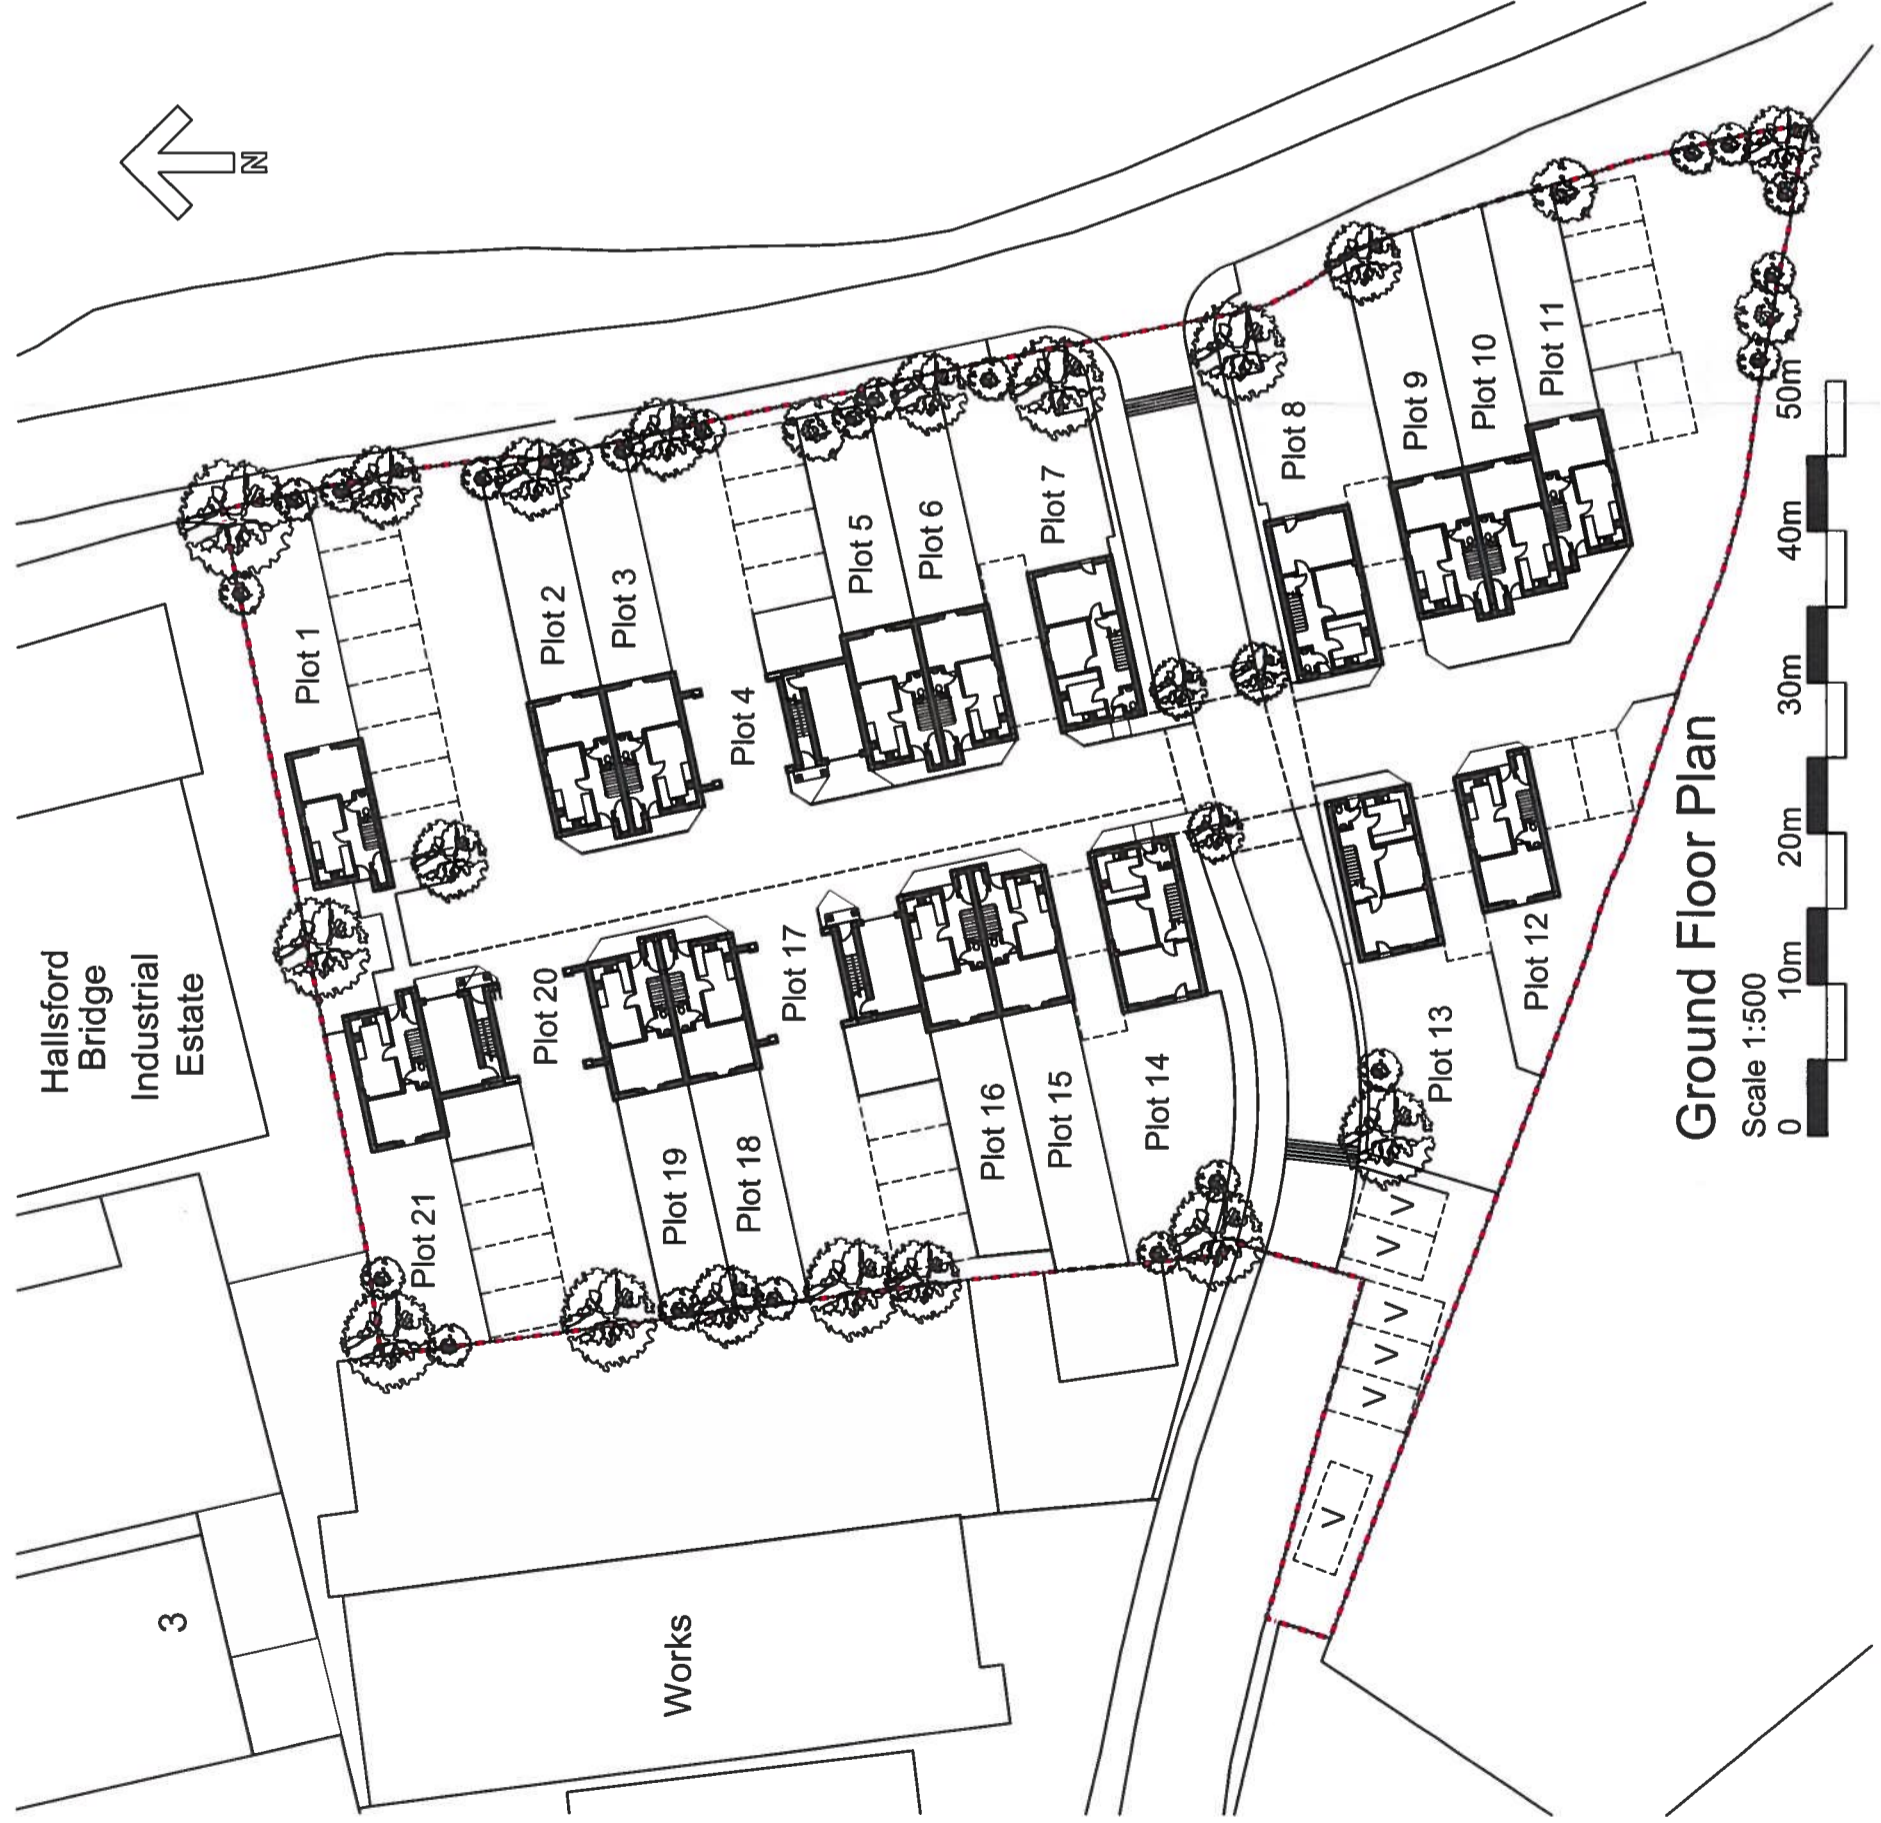 N
Hallsford
Bridge
Industrial
Estate
3
Works
Plot 1
Plot 2
Plot 3
Plot 4
Plot 5
Plot 6
Plot 7
Plot 8
Plot 9
Plot 10
Plot 11
Plot 12
Plot 13
Plot 14
Plot 15
Plot 16
Plot 17
Plot 18
Plot 19
Plot 20
Plot 21
V
V
V
V
V
V
Ground Floor Plan
Scale 1:500
0 10m 20m 30m 40m 50m